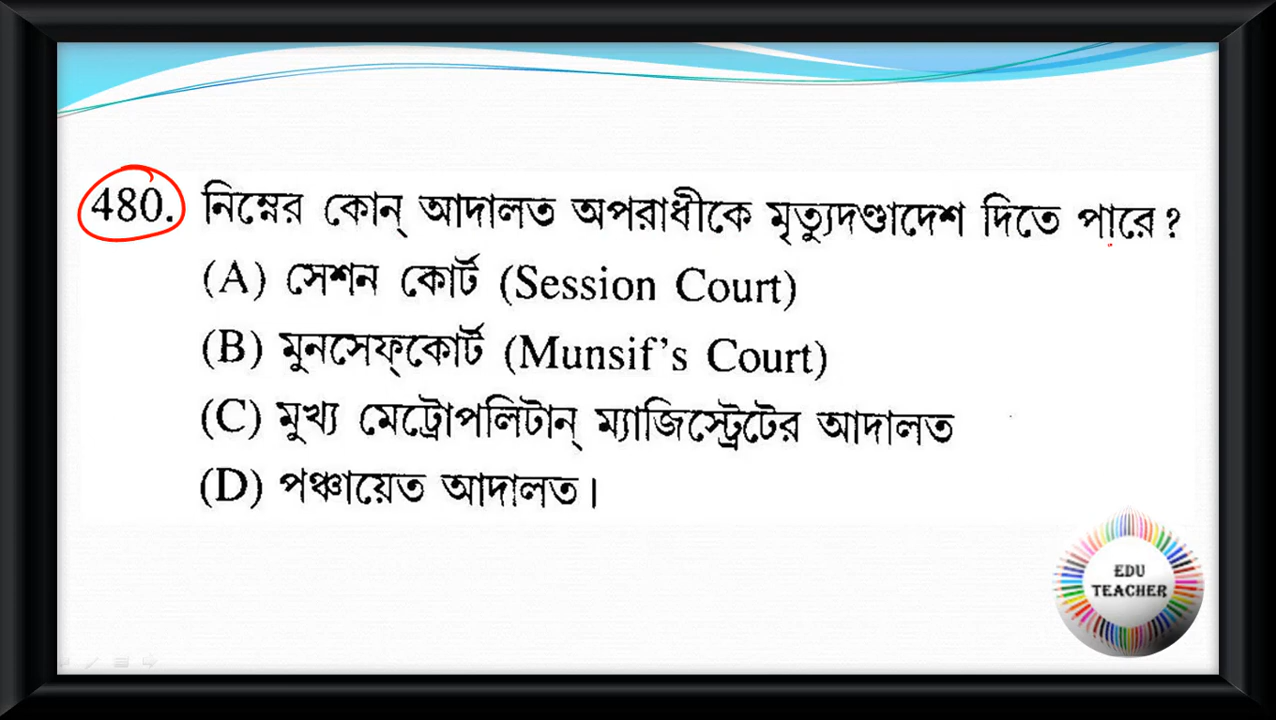 480. নিম্নের কোন্ আদালত অপরাধীকে মৃত্যুদণ্ডাদেশ দিতে পারে?
(A) সেশন কোর্ট (Session Court)
(B) মুনসেফ্‌কোর্ট (Munsif's Court)
(C) মুখ্য মেট্রোপলিটান্ ম্যাজিস্ট্রেটের আদালত
(D) পঞ্চায়েত আদালত।
EDU
TEACHER